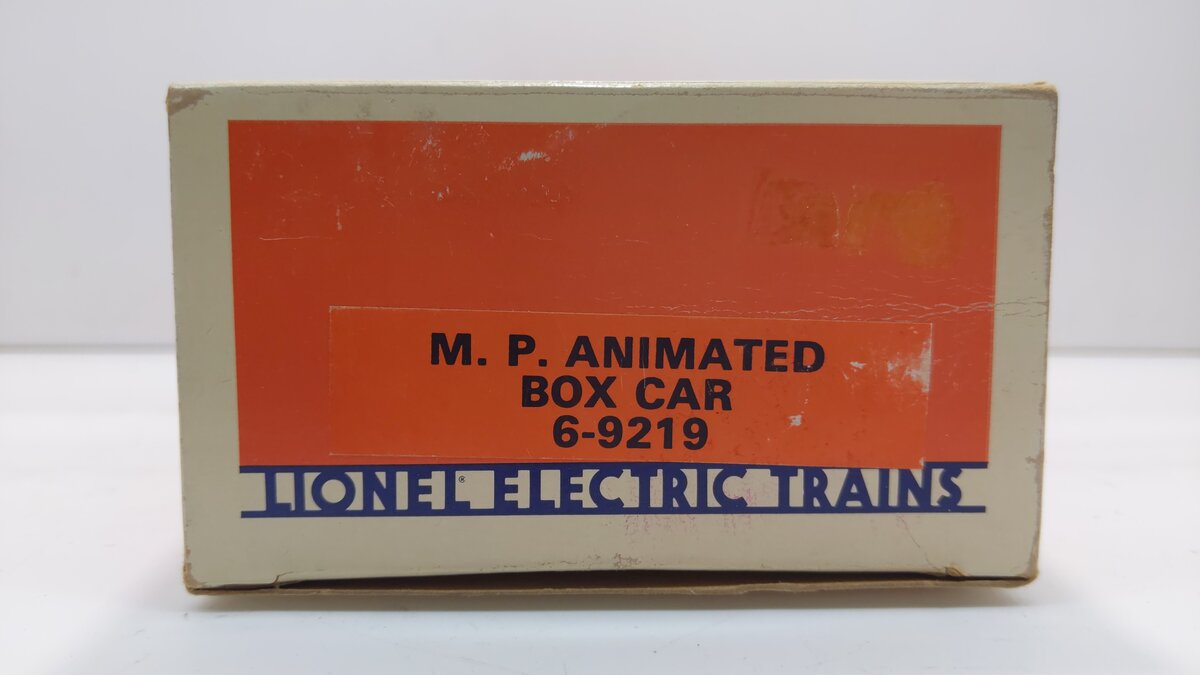 M. P. ANIMATED
BOX CAR
6-9219
LIONEL® ELECTRIC TRAINS